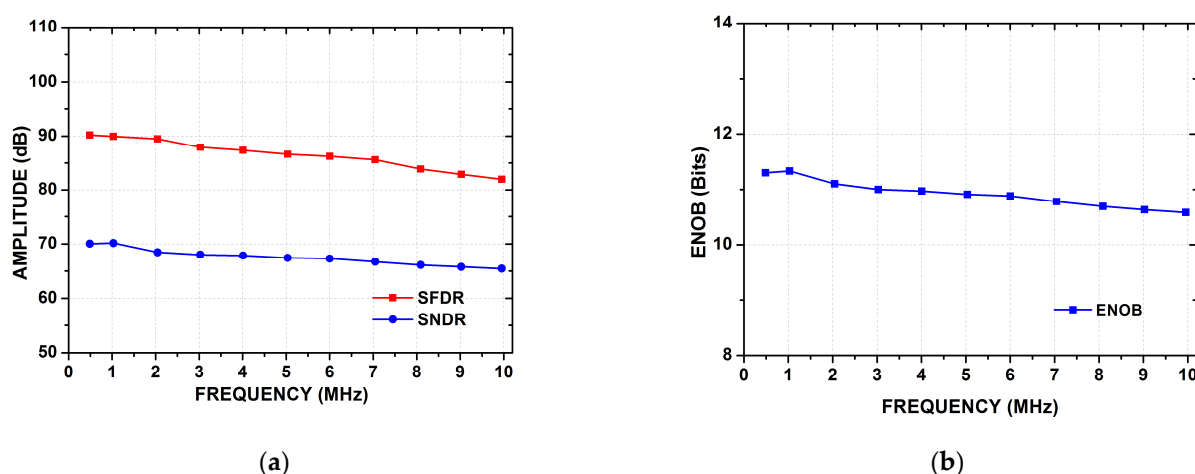 110
100
90
80
70
60
50
AMPLITUDE (dB)
SFDR
SNDR
0 1 2 3 4 5 6 7 8 9 10
FREQUENCY (MHz)
(a)
14
12
10
8
ENOB (Bits)
ENOB
0 1 2 3 4 5 6 7 8 9 10
FREQUENCY (MHz)
(b)